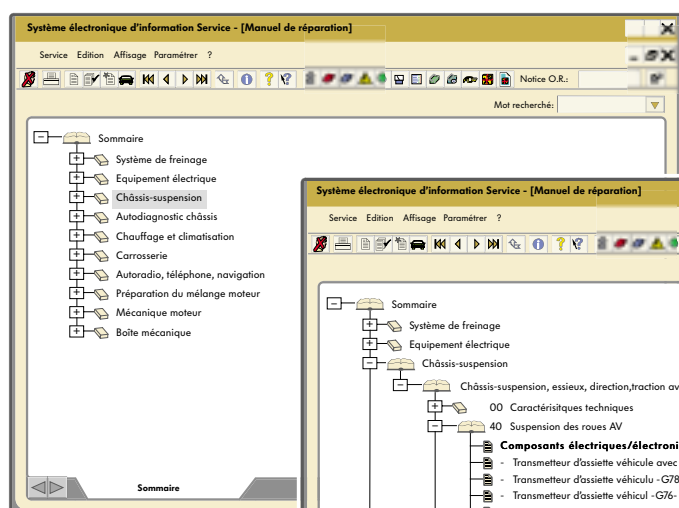 Système électronique d'information Service - [Manuel de réparation]
Service Edition Affisage Paramétrer ?
Notice O.R.:
Mot recherché:
Sommaire
Système de freinage
Equipement électrique
Châssis-suspension
Autodiagnostic châssis
Chauffage et climatisation
Carrosserie
Autoradio, téléphone, navigation
Préparation du mélange moteur
Mécanique moteur
Boîte mécanique
Sommaire
Système électronique d'information Service - [Manuel de réparation]
Service Edition Affisage Paramétrer ?
Sommaire
Système de freinage
Equipement électrique
Châssis-suspension
Châssis-suspension, essieux, direction,traction av
00 Caractérisitques techniques
40 Suspension des roues AV
Composants électriques/électroni
- Transmetteur d'assiette véhicule avec
- Transmetteur d'assiette véhiculu -G78
- Transmetteur d'assiette véhicul -G76-